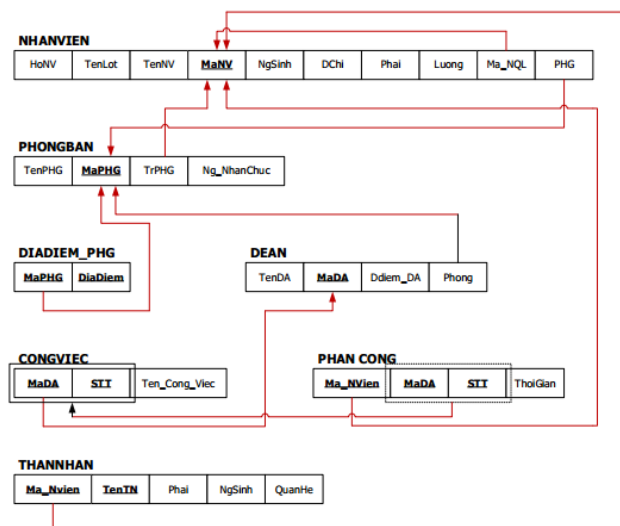 NHANVIEN
HoNV TenLot TenNV MaNV NgSinh DChi Phai Luong Ma_NQL PHG
PHONGBAN
TenPHG MaPHG TrPHG Ng_NhanChuc
DIADIEM_PHG DEAN
MaPHG DiaDiem TenDA MaDA Ddiem_DA Phong
CONGVIEC PHAN CONG
MaDA STT Ten_Cong_Viec Ma_NVien MaDA STT ThoiGian
THANNHAN
Ma_Nvien TenTN Phai NgSinh QuanHe